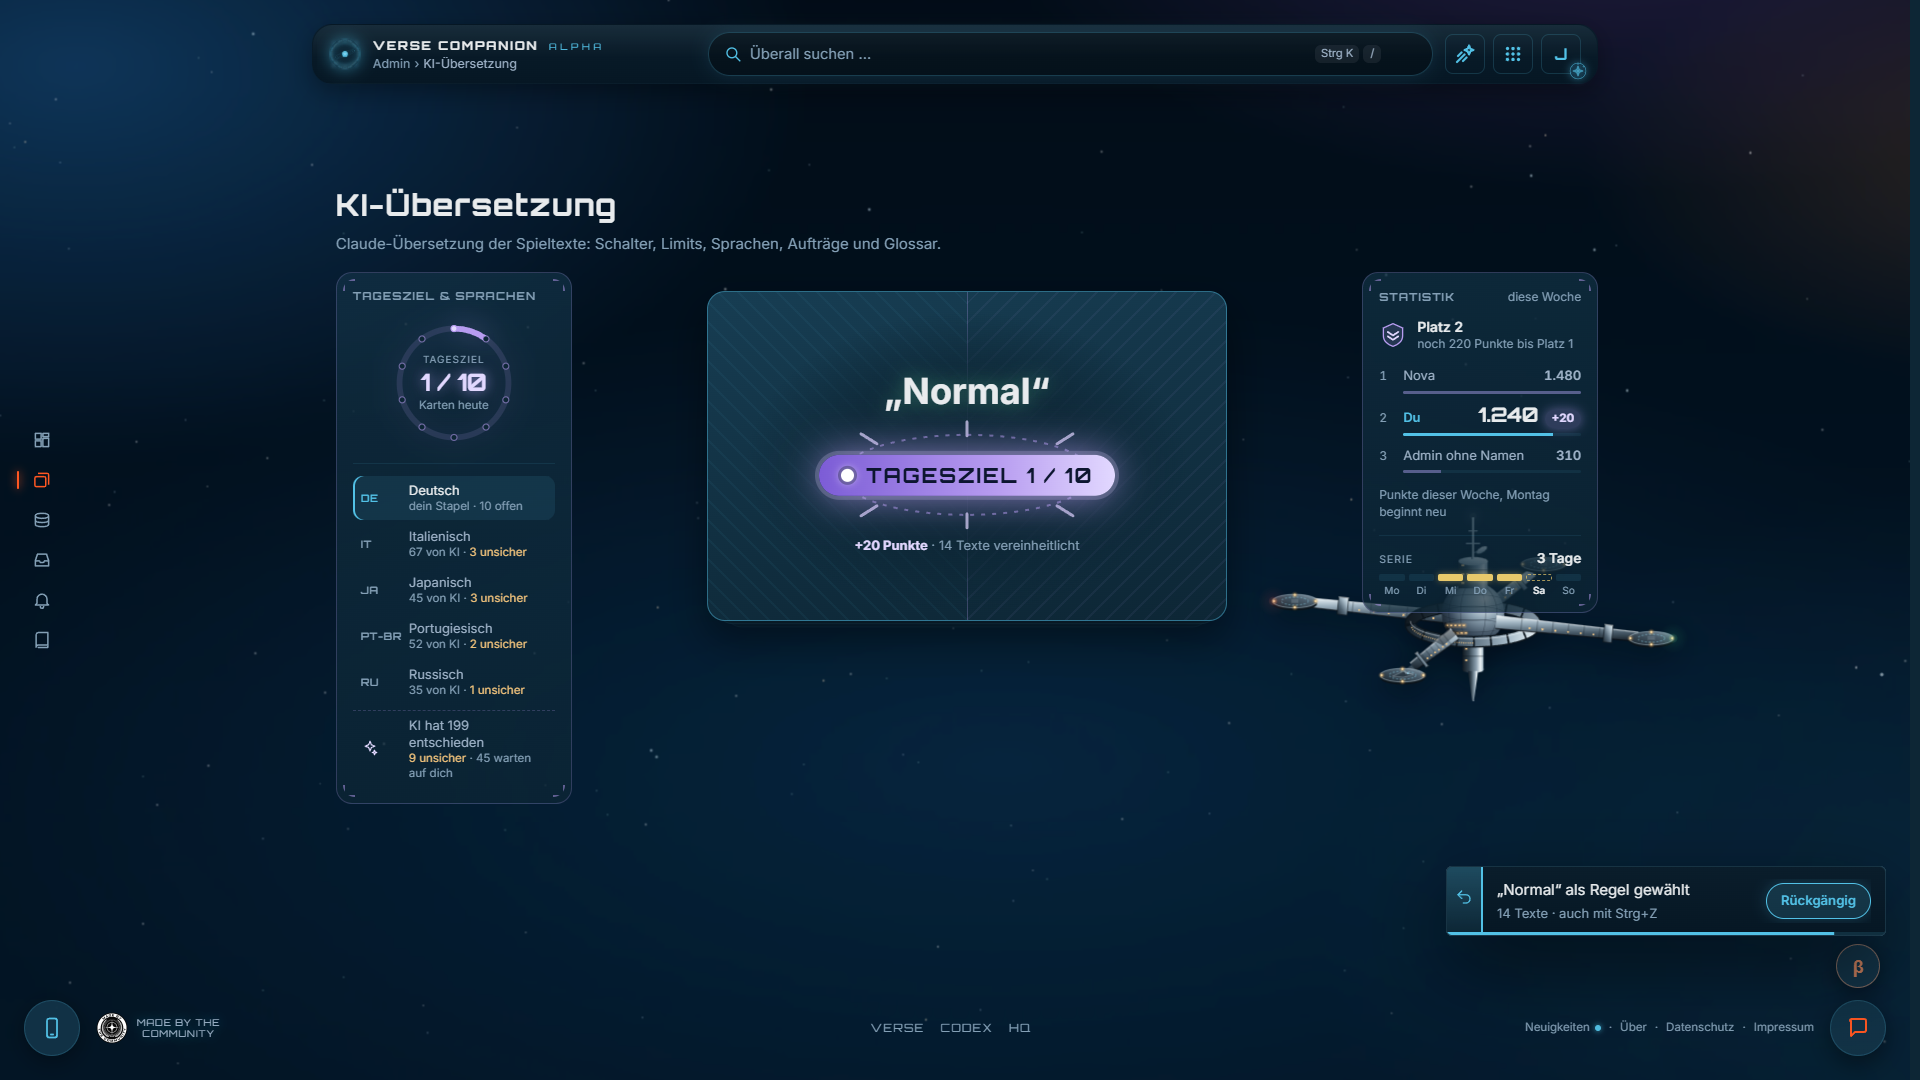 VERSE COMPANION ALPHA
Admin › KI-Übersetzung
Überall suchen ...
Strg K /
KI-Übersetzung
Claude-Übersetzung der Spieltexte: Schalter, Limits, Sprachen, Aufträge und Glossar.
TAGESZIEL & SPRACHEN
TAGESZIEL
1 / 10
Karten heute
DE Deutsch
dein Stapel · 10 offen
IT Italienisch
67 von KI · 3 unsicher
JA Japanisch
45 von KI · 3 unsicher
PT-BR Portugiesisch
52 von KI · 2 unsicher
RU Russisch
35 von KI · 1 unsicher
KI hat 199
entschieden
9 unsicher · 45 warten
auf dich
„Normal“
TAGESZIEL 1 / 10
+20 Punkte · 14 Texte vereinheitlicht
STATISTIK diese Woche
Platz 2
noch 220 Punkte bis Platz 1
1 Nova 1.480
2 Du 1.240 +20
3 Admin ohne Namen 310
Punkte dieser Woche, Montag
beginnt neu
SERIE 3 Tage
Mo Di Mi Do Fr Sa So
„Normal“ als Regel gewählt
14 Texte · auch mit Strg+Z
Rückgängig
β
MADE BY THE
COMMUNITY
VERSE CODEX HQ
Neuigkeiten · Über · Datenschutz · Impressum